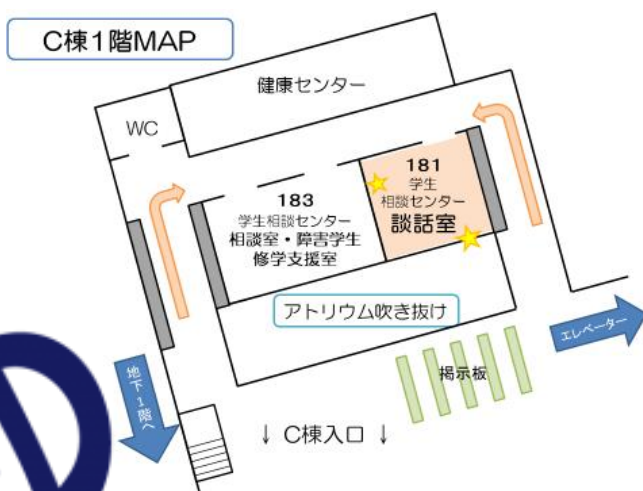 C棟1階MAP
健康センター
WC
181
学生
相談センター
談話室
183
学生相談センター
相談室・障害学生
修学支援室
アトリウム吹き抜け
エレベーター
掲示板
地下1階へ
↓ C棟入口 ↓